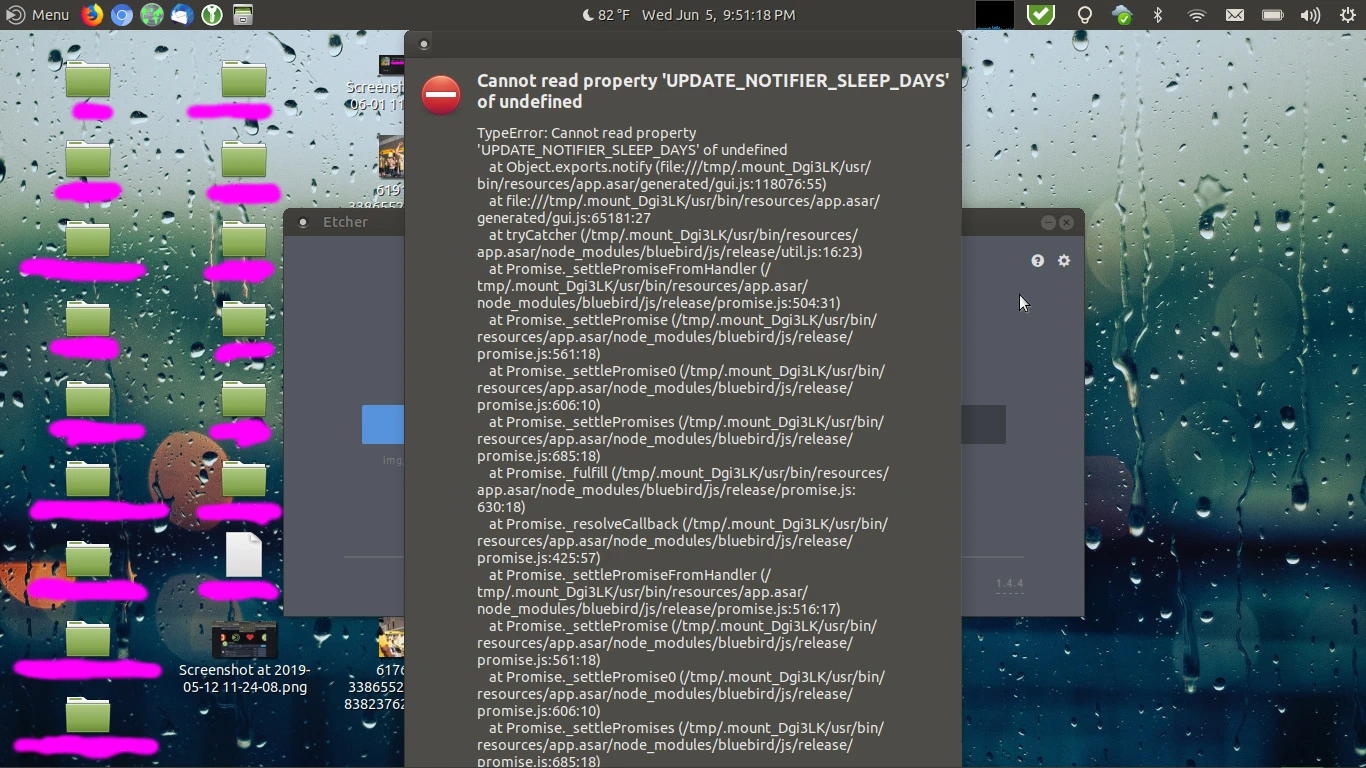 Menu
82 °F Wed Jun 5, 9:51:18 PM
Screensh
06-01 11
619
3386552
Etcher
Cannot read property 'UPDATE_NOTIFIER_SLEEP_DAYS'
of undefined
TypeError: Cannot read property
'UPDATE_NOTIFIER_SLEEP_DAYS' of undefined
at Object.exports.notify (file:///tmp/.mount_Dgi3LK/usr/
bin/resources/app.asar/generated/gui.js:118076:55)
at file:///tmp/.mount_Dgi3LK/usr/bin/resources/app.asar/
generated/gui.js:65181:27
at tryCatcher (/tmp/.mount_Dgi3LK/usr/bin/resources/
app.asar/node_modules/bluebird/js/release/util.js:16:23)
at Promise._settlePromiseFromHandler (/
tmp/.mount_Dgi3LK/usr/bin/resources/app.asar/
node_modules/bluebird/js/release/promise.js:504:31)
at Promise._settlePromise (/tmp/.mount_Dgi3LK/usr/bin/
resources/app.asar/node_modules/bluebird/js/release/
promise.js:561:18)
at Promise._settlePromise0 (/tmp/.mount_Dgi3LK/usr/bin/
resources/app.asar/node_modules/bluebird/js/release/
promise.js:606:10)
at Promise._settlePromises (/tmp/.mount_Dgi3LK/usr/bin/
resources/app.asar/node_modules/bluebird/js/release/
promise.js:685:18)
at Promise._fulfill (/tmp/.mount_Dgi3LK/usr/bin/resources/
app.asar/node_modules/bluebird/js/release/promise.js:
630:18)
at Promise._resolveCallback (/tmp/.mount_Dgi3LK/usr/bin/
resources/app.asar/node_modules/bluebird/js/release/
promise.js:425:57)
at Promise._settlePromiseFromHandler (/
tmp/.mount_Dgi3LK/usr/bin/resources/app.asar/
node_modules/bluebird/js/release/promise.js:516:17)
at Promise._settlePromise (/tmp/.mount_Dgi3LK/usr/bin/
resources/app.asar/node_modules/bluebird/js/release/
promise.js:561:18)
at Promise._settlePromise0 (/tmp/.mount_Dgi3LK/usr/bin/
resources/app.asar/node_modules/bluebird/js/release/
promise.js:606:10)
at Promise._settlePromises (/tmp/.mount_Dgi3LK/usr/bin/
resources/app.asar/node_modules/bluebird/js/release/
promise.js:685:18)
img,
1.4.4
Screenshot at 2019-
05-12 11-24-08.png
6176
3386552
8382376